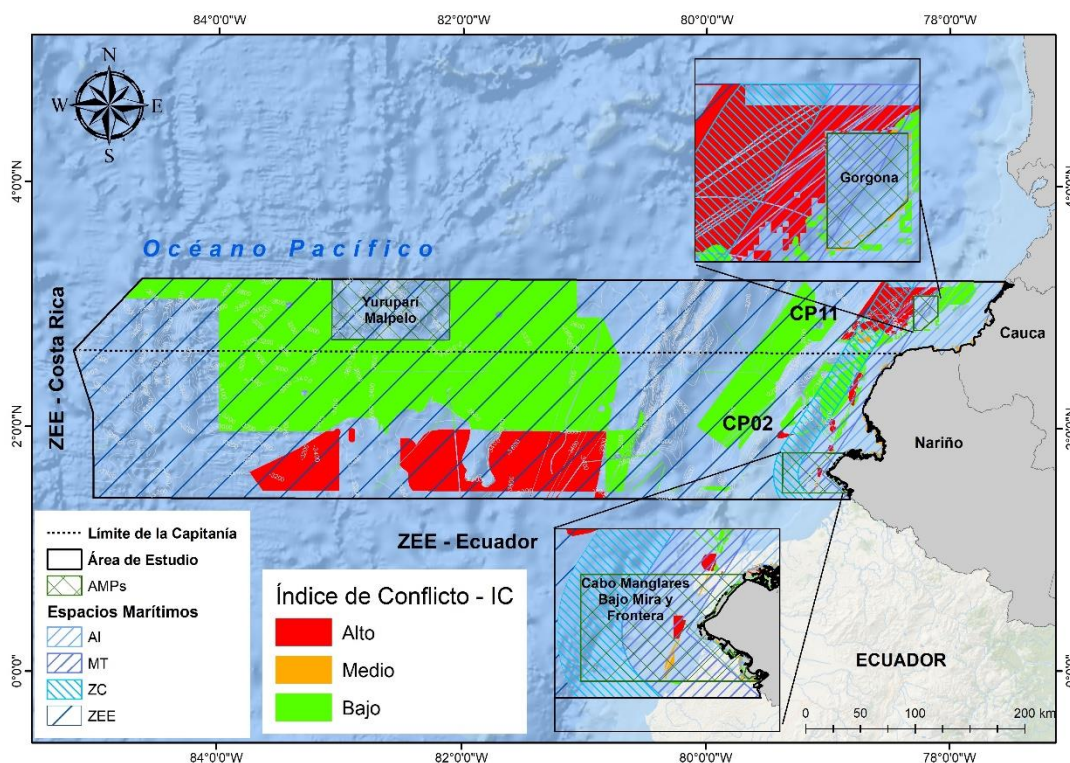 84°0'0"W
82°0'0"W
80°0'0"W
78°0'0"W
N
W
E
S
4°0'0"N
4°0'0"N
Gorgona
Océano Pacífico
Yuruparí
Malpelo
CP11
Cauca
ZEE - Costa Rica
2°0'0"N
CP02
Nariño
Límite de la Capitanía
Área de Estudio
AMPs
Espacios Marítimos
AI
MT
ZC
ZEE
ZEE - Ecuador
Índice de Conflicto - IC
Alto
Medio
Bajo
Cabo Manglares
Bajo Mira y
Frontera
ECUADOR
0°0'0"
0 50 100 200 km
84°0'0"W
82°0'0"W
80°0'0"W
78°0'0"W